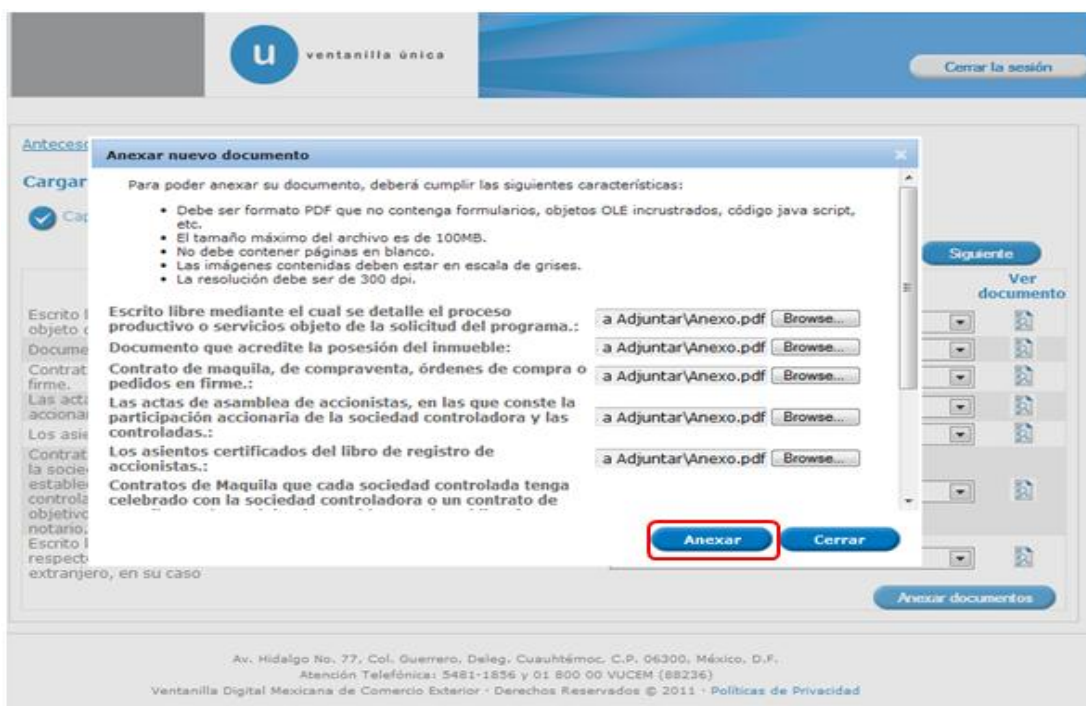 u
ventanilla única
Cerrar la sesión
Anexar nuevo documento
Cargar
Siguiente
Para poder anexar su documento, deberá cumplir las siguientes características:
• Debe ser formato PDF que no contenga formularios, objetos OLE incrustrados, código java script,
etc.
• El tamaño máximo del archivo es de 100MB.
• No debe contener páginas en blanco.
• Las imágenes contenidas deben estar en escala de grises.
• La resolución debe ser de 300 dpi.
Ver
documento
Escrito libre mediante el cual se detalle el proceso
productivo o servicios objeto de la solicitud del programa.: a Adjuntar\Anexo.pdf Browse...
Documento que acredite la posesión del inmueble: a Adjuntar\Anexo.pdf Browse...
Contrato de maquila, de compraventa, órdenes de compra o
pedidos en firme.: a Adjuntar\Anexo.pdf Browse...
Las actas de asamblea de accionistas, en las que conste la
participación accionaria de la sociedad controladora y las
controladas.: a Adjuntar\Anexo.pdf Browse...
Los asientos certificados del libro de registro de
accionistas.: a Adjuntar\Anexo.pdf Browse...
Contratos de Maquila que cada sociedad controlada tenga
celebrado con la sociedad controladora o un contrato de
Anexar Cerrar
objeto
firme.
notario.
extranjero, en su caso
Anexar documentos
Av. Hidalgo No. 77, Col. Guerrero, Deleg. Cuauhtémoc. C.P. 06300, México, D.F.
Atención Telefónica: 5481-1856 y 01 800 00 VUCEM (88236)
Ventanilla Digital Mexicana de Comercio Exterior · Derechos Reservados © 2011 · Políticas de Privacidad